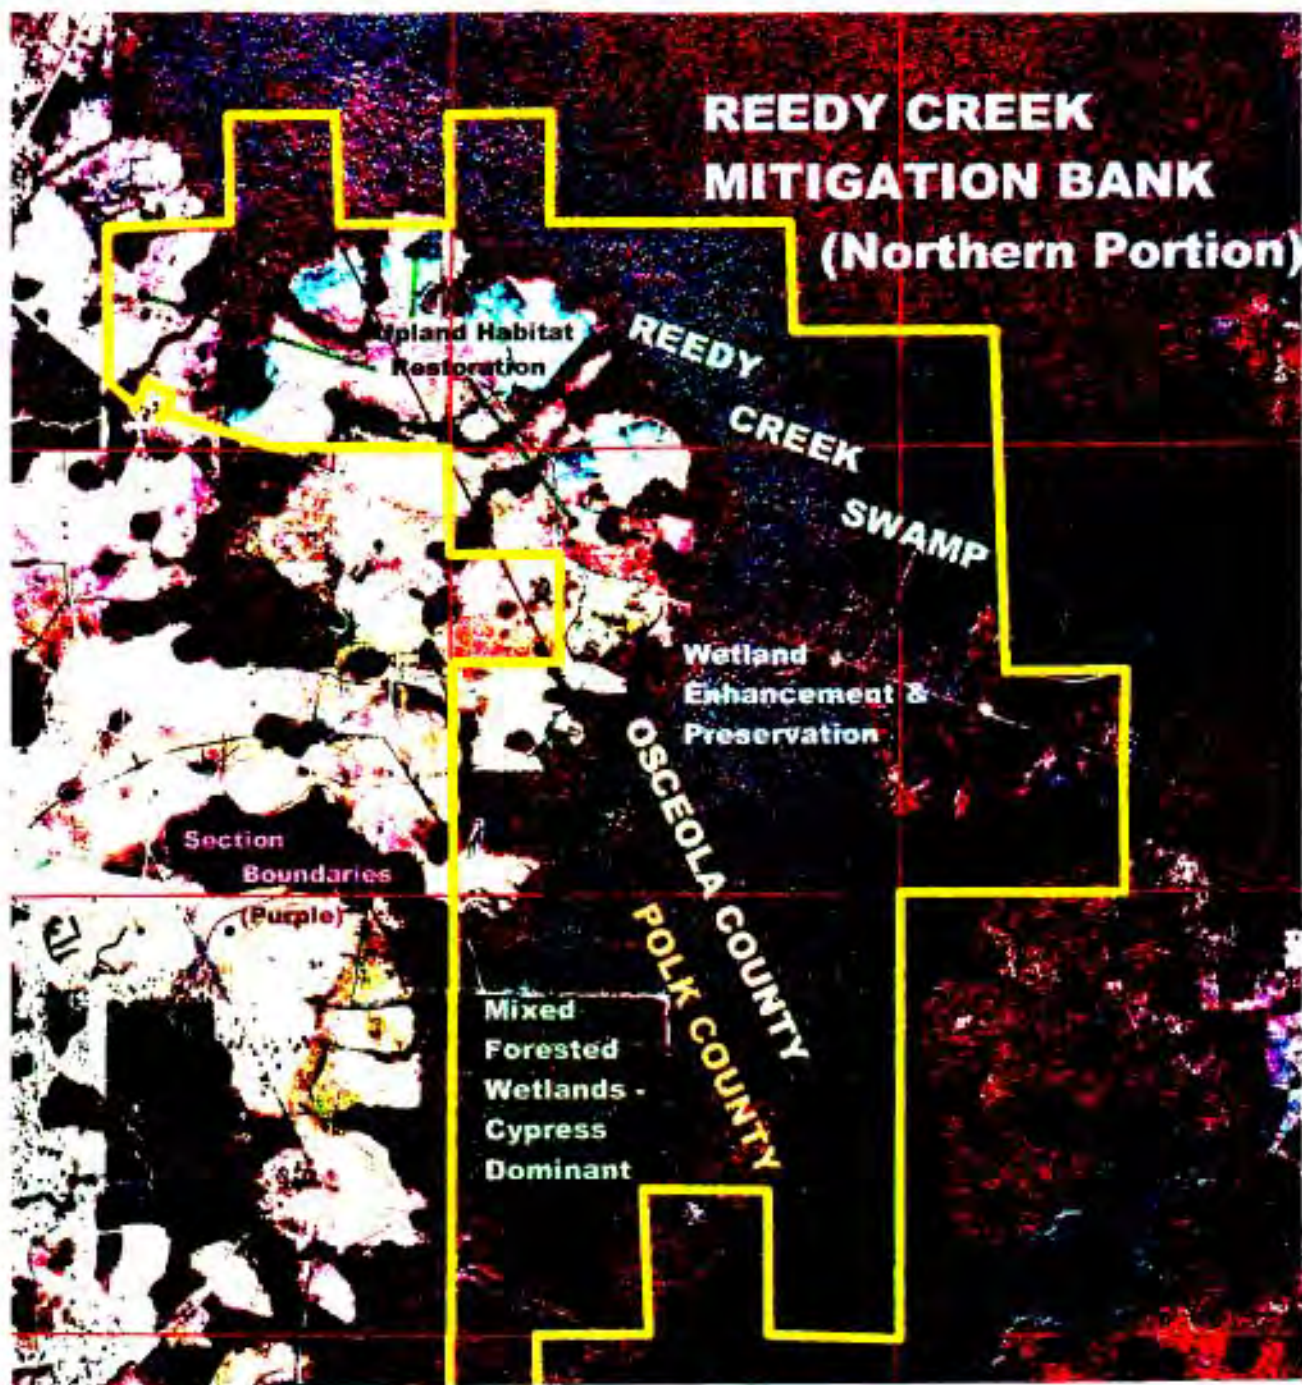 REEDY CREEK
MITIGATION BANK
(Northern Portion)
Upland Habitat
Restoration
REEDY
CREEK
SWAMP
Wetland
Enhancement &
Preservation
OSCEOLA COUNTY
POLK COUNTY
Section
Boundaries
(Purple)
Mixed
Forested
Wetlands -
Cypress
Dominant